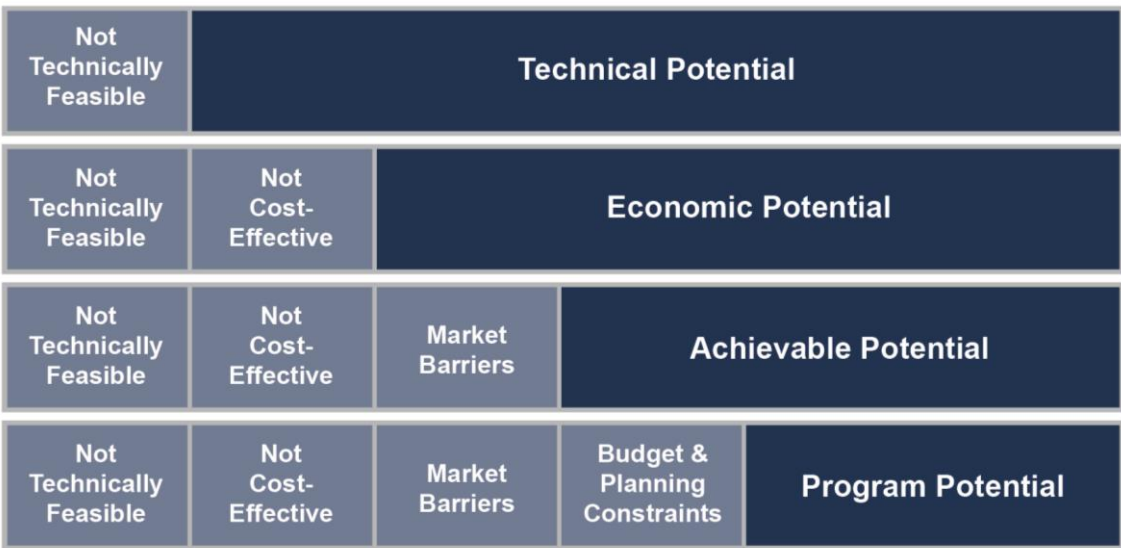 Not
Technically
Feasible
Technical Potential
Not
Technically
Feasible
Not
Cost-
Effective
Economic Potential
Not
Technically
Feasible
Not
Cost-
Effective
Market
Barriers
Achievable Potential
Not
Technically
Feasible
Not
Cost-
Effective
Market
Barriers
Budget &
Planning
Constraints
Program Potential